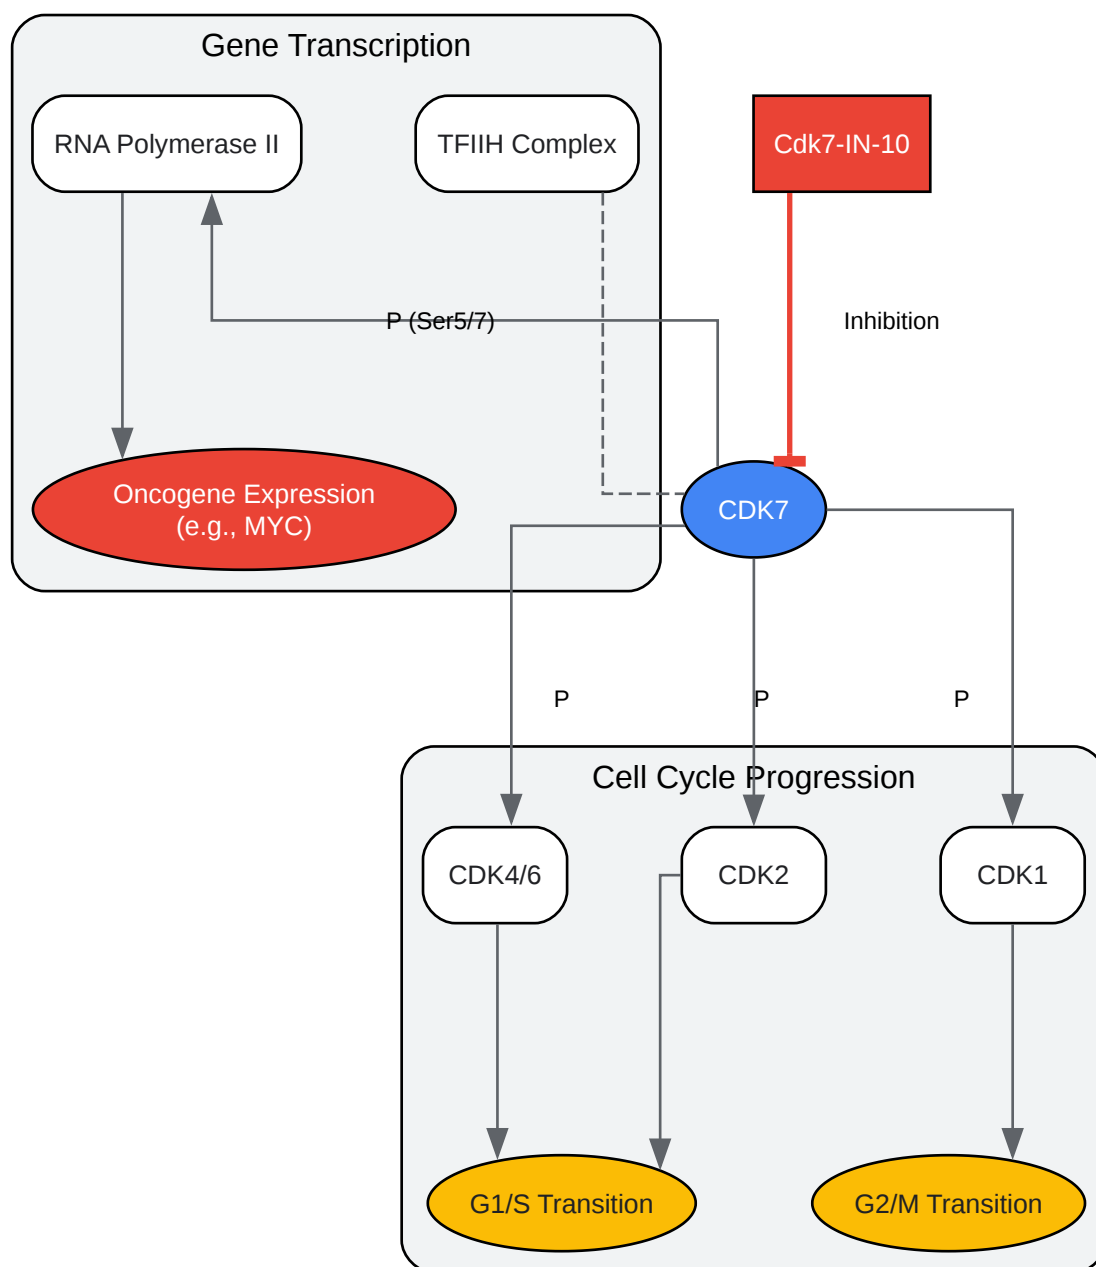 Gene Transcription
RNA Polymerase II
TFIIH Complex
Cdk7-IN-10
P (Ser5/7)
Inhibition
Oncogene Expression
(e.g., MYC)
CDK7
P
P
P
Cell Cycle Progression
CDK4/6
CDK2
CDK1
G1/S Transition
G2/M Transition